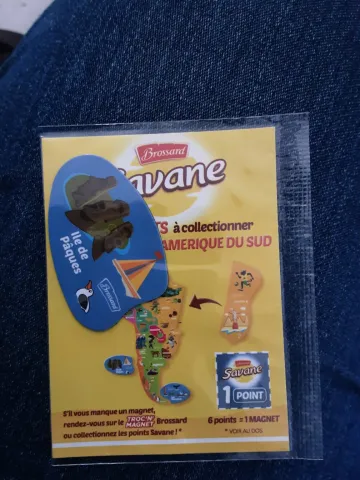 Brossard
Savane
TS à collectionner
AMERIQUE DU SUD
Ile de
Pâques
Brossard
Savane
1 POINT
S'il vous manque un magnet,
rendez-vous sur le TROC'N' MAGNET Brossard
ou collectionnez les points Savane ! *
6 points = 1 MAGNET
* VOIR AU DOS